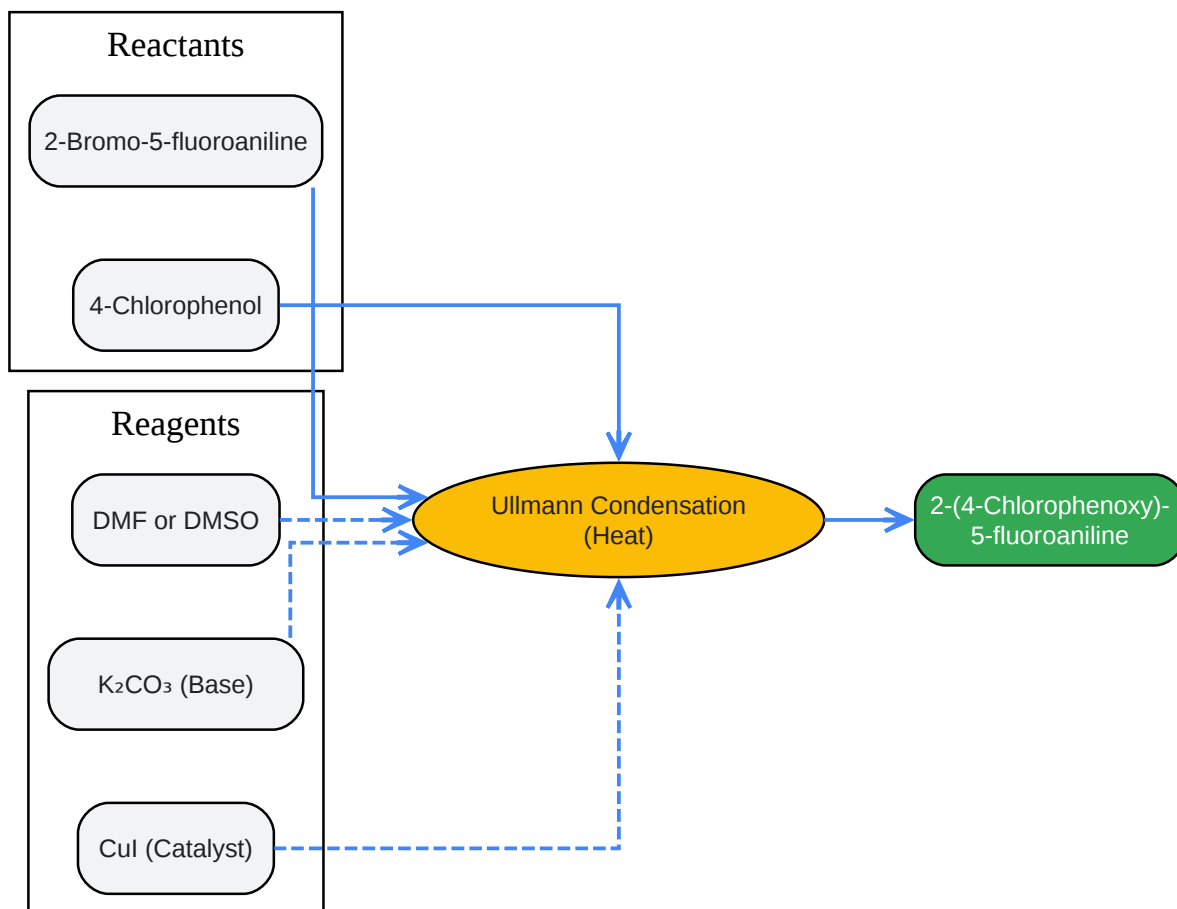 Reactants
2-Bromo-5-fluoroaniline
4-Chlorophenol
Reagents
DMF or DMSO
K₂CO₃ (Base)
CuI (Catalyst)
Ullmann Condensation
(Heat)
2-(4-Chlorophenoxy)-
5-fluoroaniline